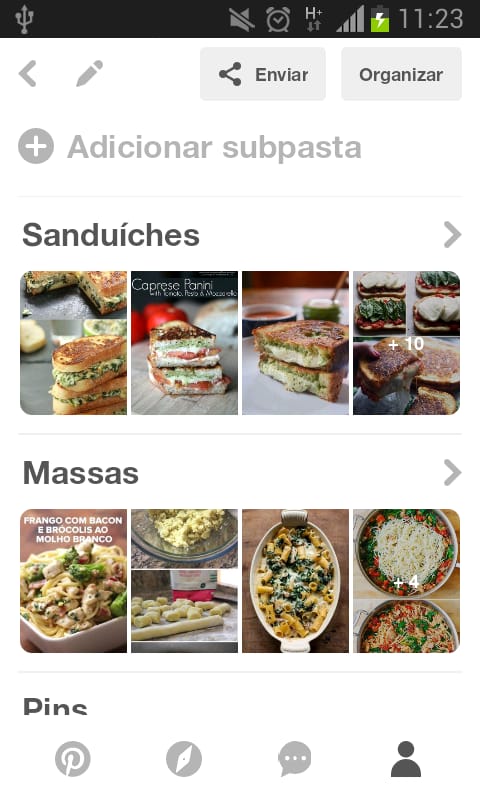 H+
11:23
Enviar
Organizar
Adicionar subpasta
Sanduíches
Caprese Panini
with Tomato, Pesto & Mozzarella
+ 10
Massas
FRANGO COM BACON
E BRÓCOLIS AO
MOLHO BRANCO
+ 4
Pins